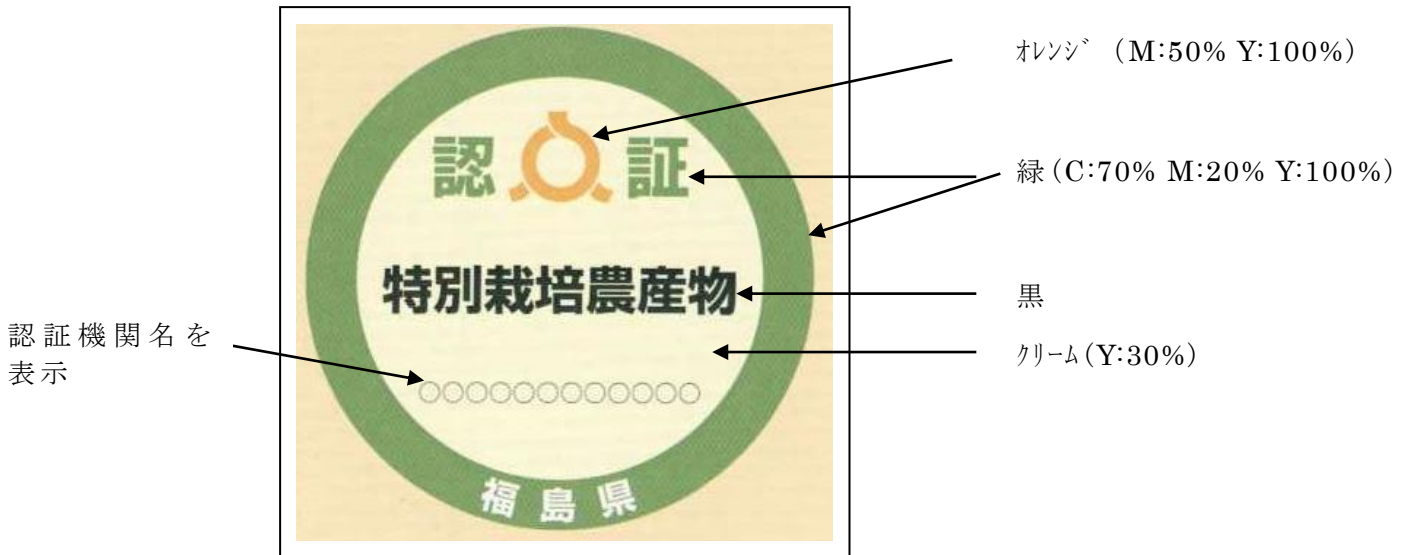 オレンジ (M:50% Y:100%)
認 証
緑(C:70% M:20% Y:100%)
特別栽培農産物
黒
認証機関名を
表示
クリーム(Y:30%)
○○○○○○○○○○○○
福島県